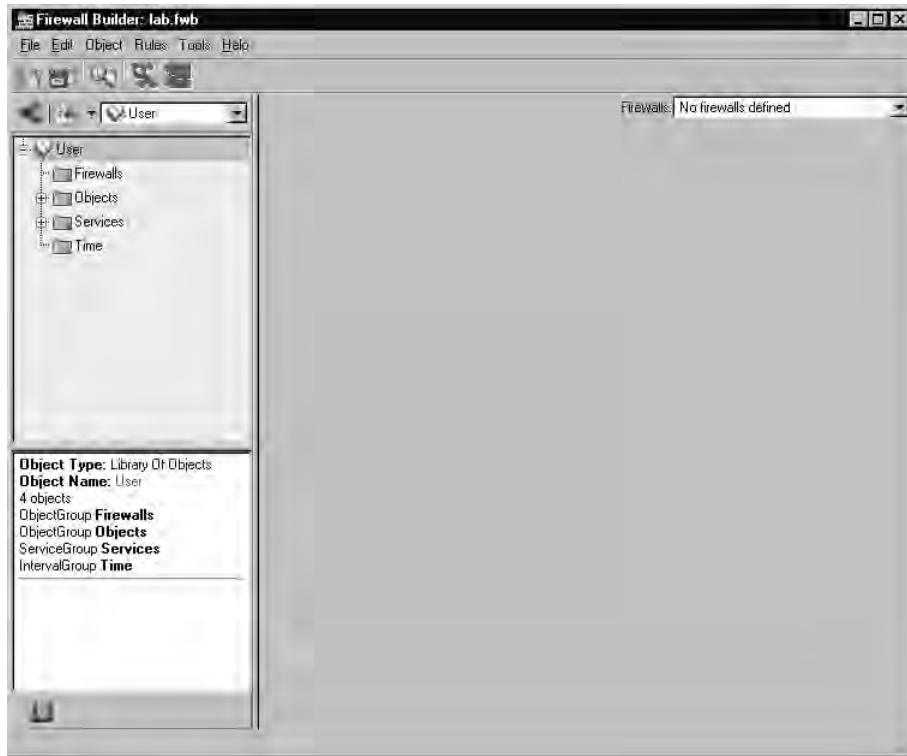 Firewall Builder: lab.fwb
File Edit Object Rules Tools Help
User
Firewalls: No firewalls defined
User
Firewalls
Objects
Services
Time
Object Type: Library Of Objects
Object Name: User
4 objects
ObjectGroup Firewalls
ObjectGroup Objects
ServiceGroup Services
IntervalGroup Time